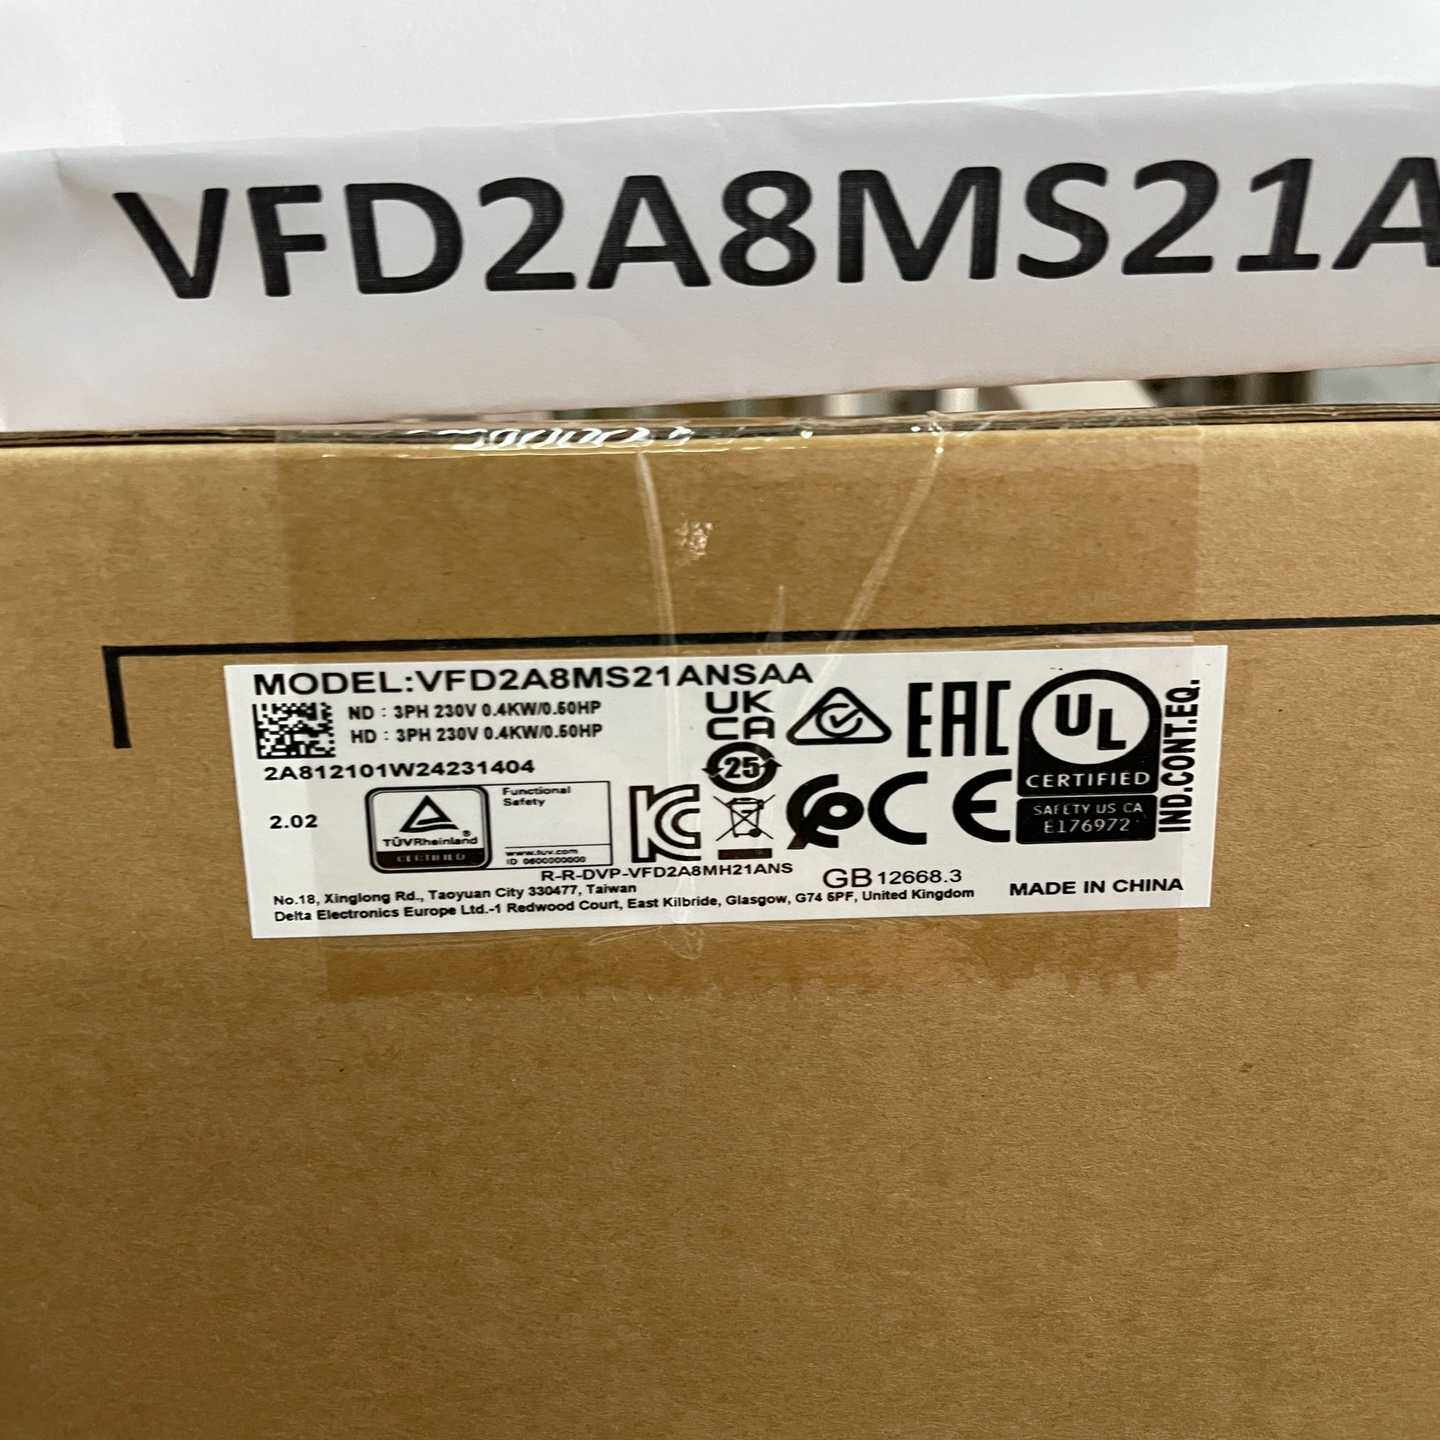 VFD2A8MS21A
MODEL:VFD2A8MS21ANSAA
ND : 3PH 230V 0.4KW/0.50HP
HD : 3PH 230V 0.4KW/0.50HP
2A812101W24231404
2.02
TÜVRheinland®
CERTIFIED
Functional
Safety
www.tuv.com
ID 0600000000
UK
CA
25
EAC
UL
CERTIFIED
SAFETY US CA
E176972
IND.CONT.EQ.
KC
CE
R-R-DVP-VFD2A8MH21ANS
GB12668.3
No.18, Xinglong Rd., Taoyuan City 330477, Taiwan
Delta Electronics Europe Ltd.-1 Redwood Court, East Kilbride, Glasgow, G74 5PF, United Kingdom
MADE IN CHINA